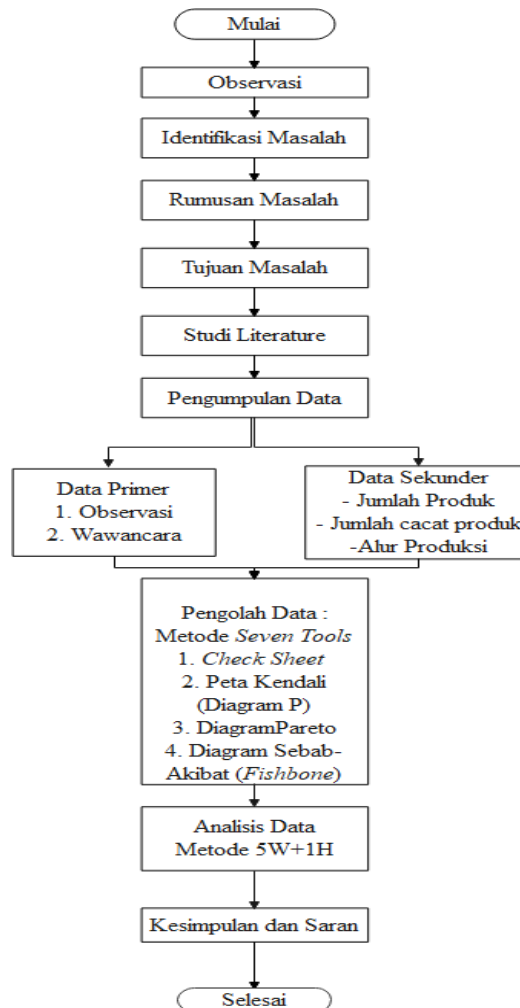 Mulai
Observasi
Identifikasi Masalah
Rumusan Masalah
Tujuan Masalah
Studi Literature
Pengumpulan Data
Data Primer
1. Observasi
2. Wawancara
Data Sekunder
- Jumlah Produk
- Jumlah cacat produk
-Alur Produksi
Pengolah Data :
Metode Seven Tools
1. Check Sheet
2. Peta Kendali
(Diagram P)
3. DiagramPareto
4. Diagram Sebab-
Akibat (Fishbone)
Analisis Data
Metode 5W+1H
Kesimpulan dan Saran
Selesai